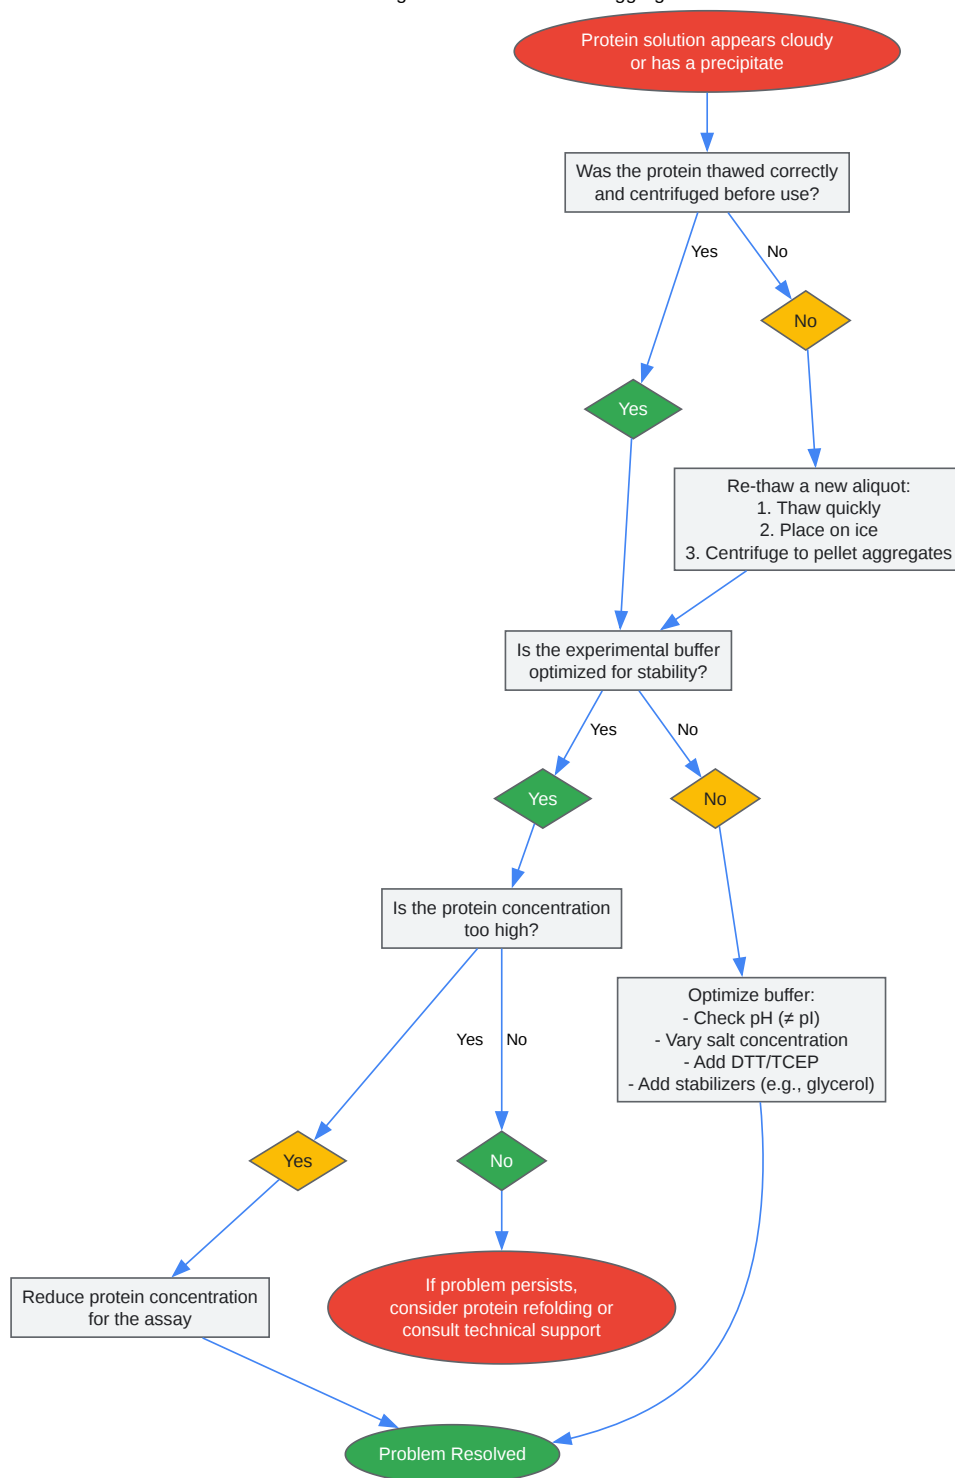 Protein solution appears cloudy
or has a precipitate
Was the protein thawed correctly
and centrifuged before use?
Yes
No
No
Yes
Re-thaw a new aliquot:
1. Thaw quickly
2. Place on ice
3. Centrifuge to pellet aggregates
Is the experimental buffer
optimized for stability?
Yes
No
Yes
No
Is the protein concentration
too high?
Optimize buffer:
- Check pH (≠ pI)
- Vary salt concentration
- Add DTT/TCEP
- Add stabilizers (e.g., glycerol)
Yes
No
Yes
No
If problem persists,
consider protein refolding or
consult technical support
Reduce protein concentration
for the assay
Problem Resolved